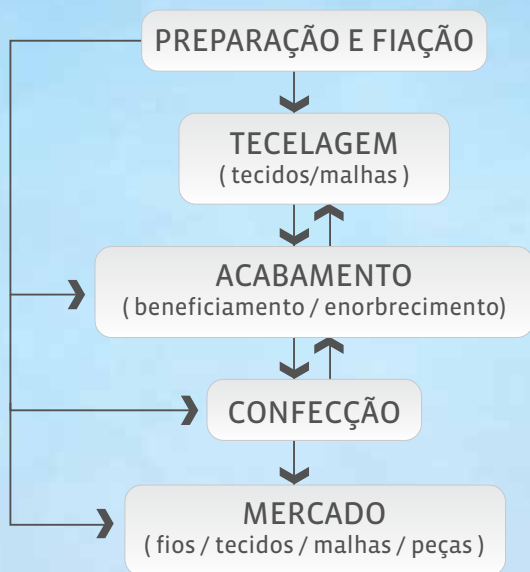 PREPARAÇÃO E FIAÇÃO
TECELAGEM
( tecidos/malhas )
ACABAMENTO
( beneficiamento / enorbrecimento)
CONFECÇÃO
MERCADO
( fios / tecidos / malhas / peças )